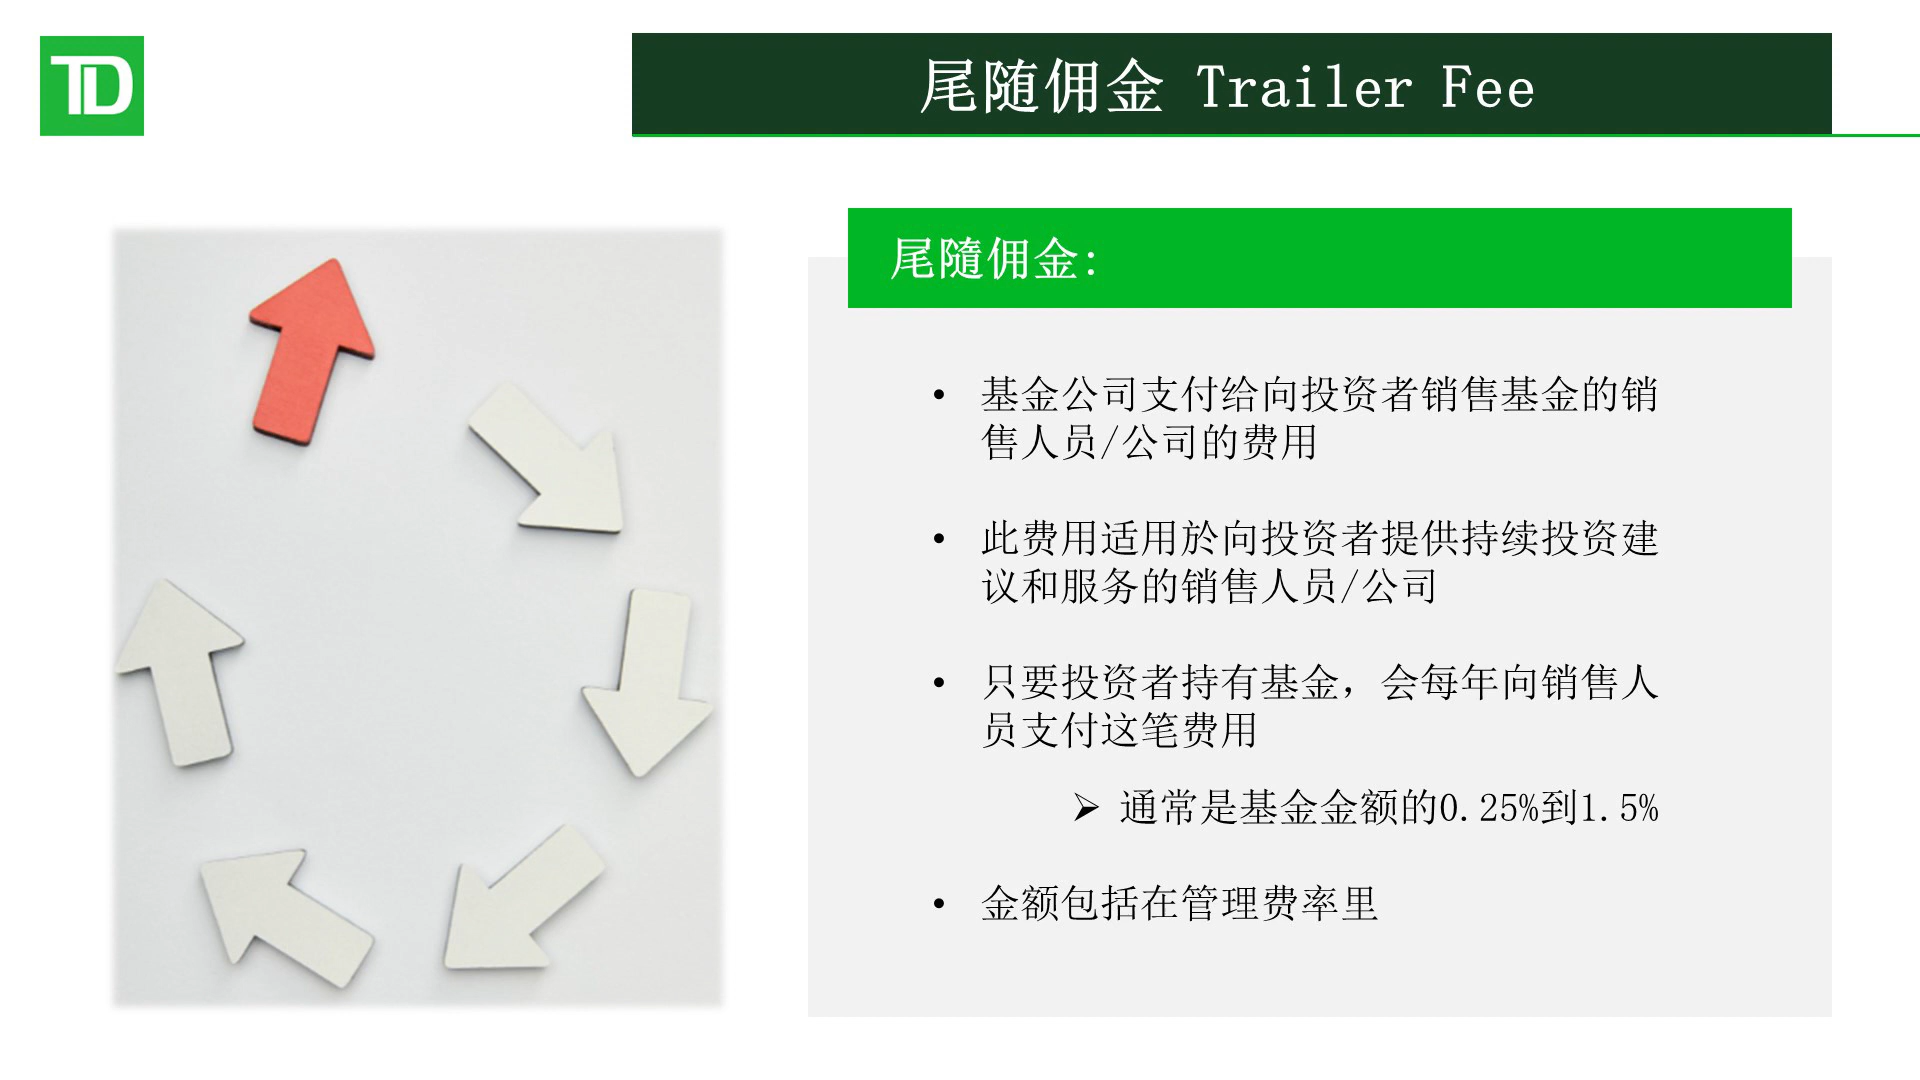 TD
尾随佣金 Trailer Fee
尾隨佣金:
• 基金公司支付给向投资者销售基金的销
售人员/公司的费用
• 此费用适用於向投资者提供持续投资建
议和服务的销售人员/公司
• 只要投资者持有基金，会每年向销售人
员支付这笔费用
➢ 通常是基金金额的0.25%到1.5%
• 金额包括在管理费率里